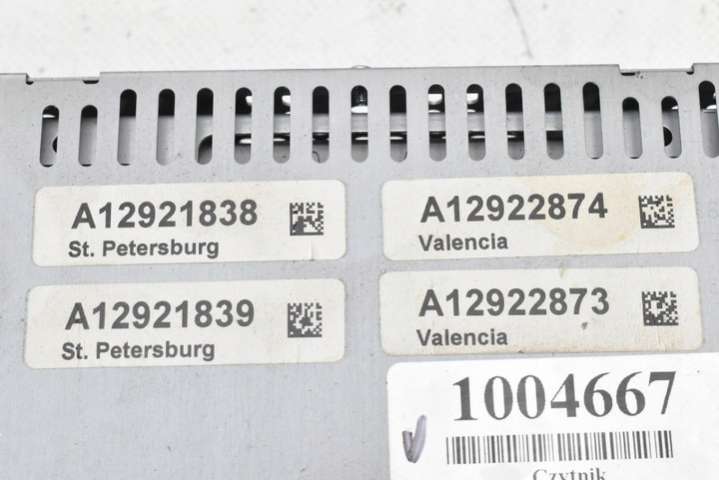 A12921838
St. Petersburg
A12922874
Valencia
A12921839
St. Petersburg
A12922873
Valencia
1004667
Czytnik